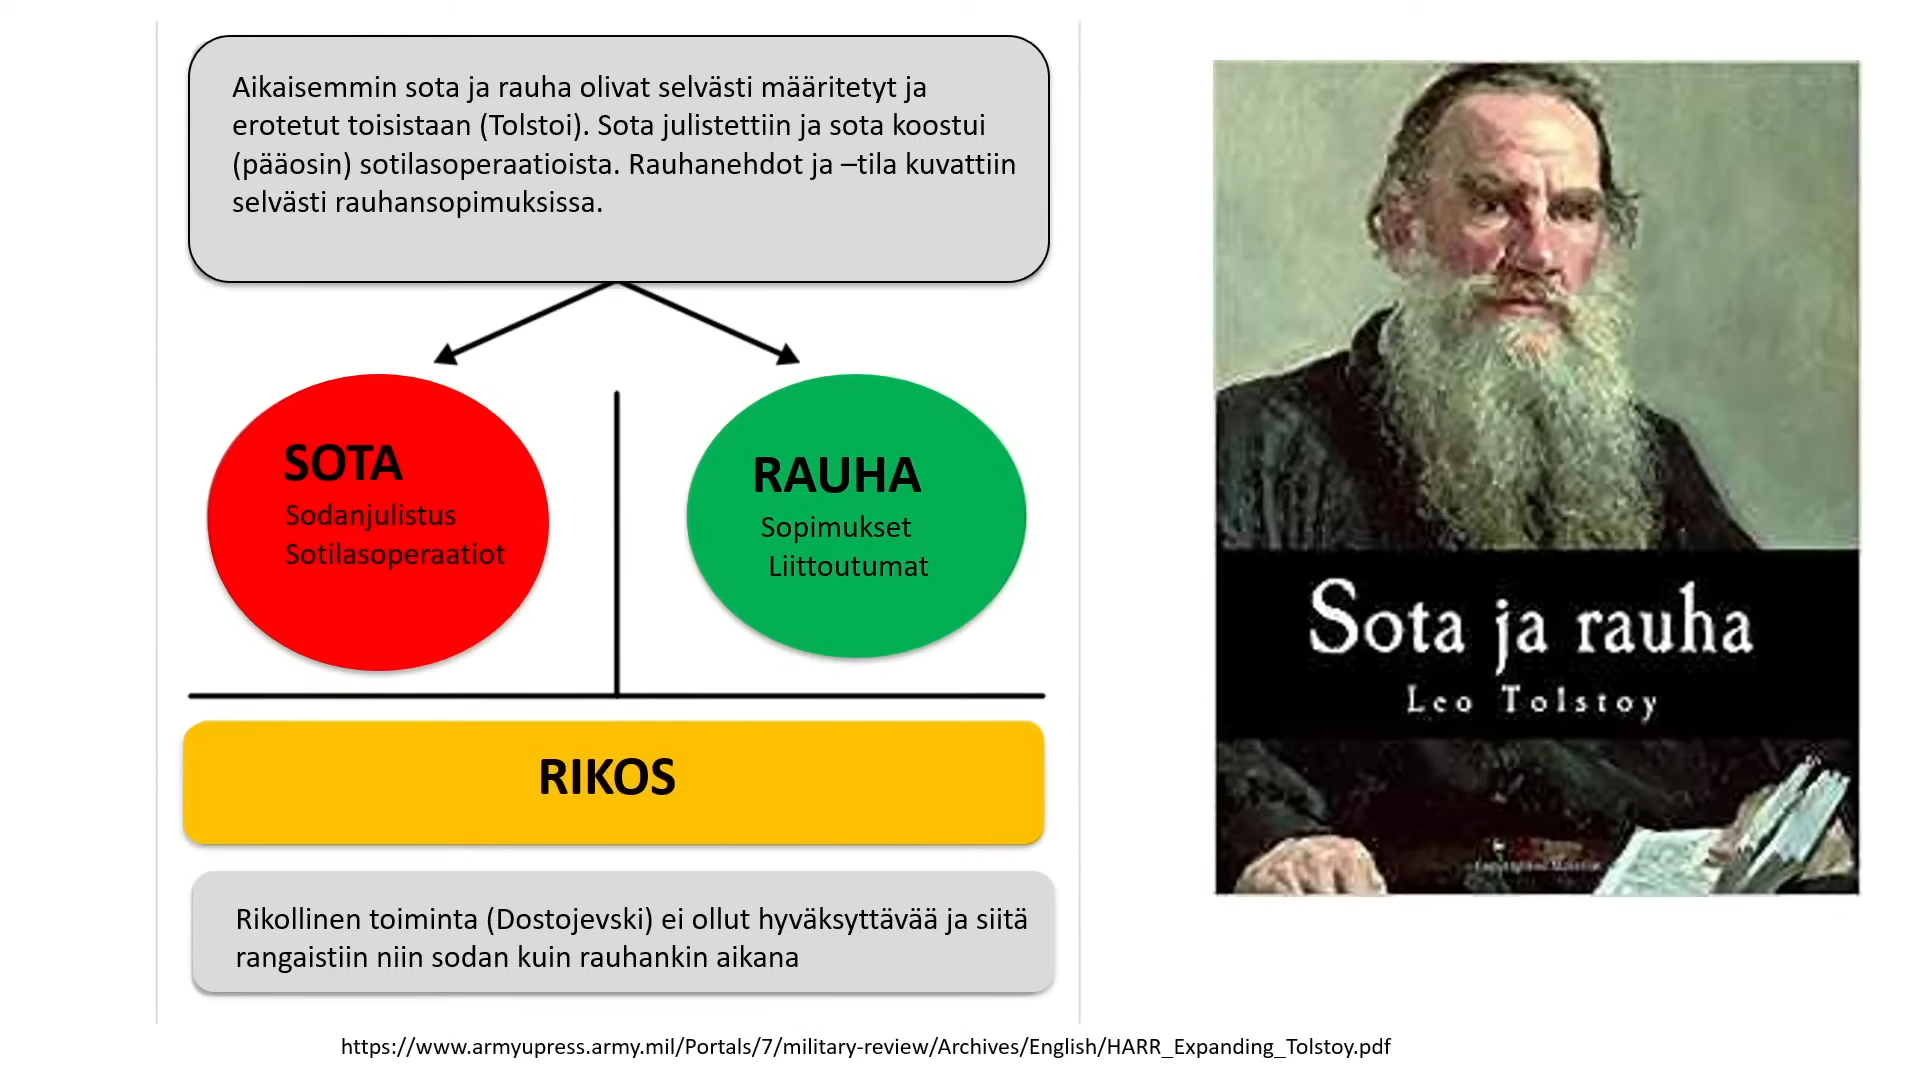 Aikaisemmin sota ja rauha olivat selvästi määritetyt ja
erotetut toisistaan (Tolstoi). Sota julistettiin ja sota koostui
(pääosin) sotilasoperaatioista. Rauhanehdot ja –tila kuvattiin
selvästi rauhansopimuksissa.
SOTA
Sodanjulistus
Sotilasoperaatiot
RAUHA
Sopimukset
Liittoutumat
RIKOS
Rikollinen toiminta (Dostojevski) ei ollut hyväksyttävää ja siitä
rangaistiin niin sodan kuin rauhankin aikana
Sota ja rauha
Leo Tolstoy
https://www.armyupress.army.mil/Portals/7/military-review/Archives/English/HARR_Expanding_Tolstoy.pdf